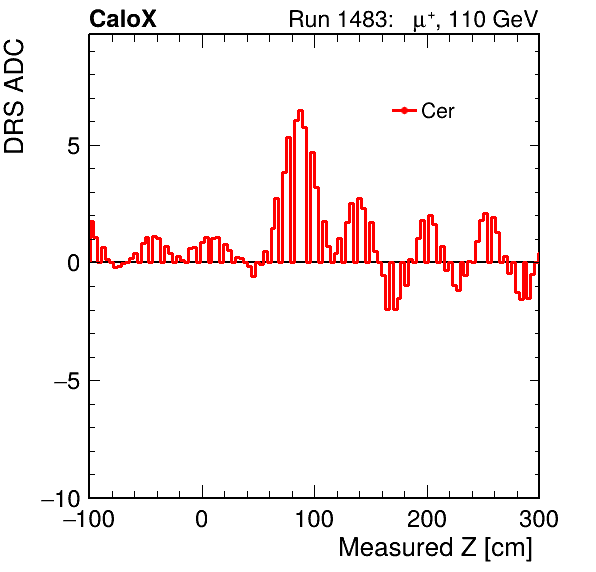 CaloX Run 1483: μ⁺, 110 GeV
DRS ADC
Cer
5
0
−5
−10
−100 0 100 200 300
Measured Z [cm]